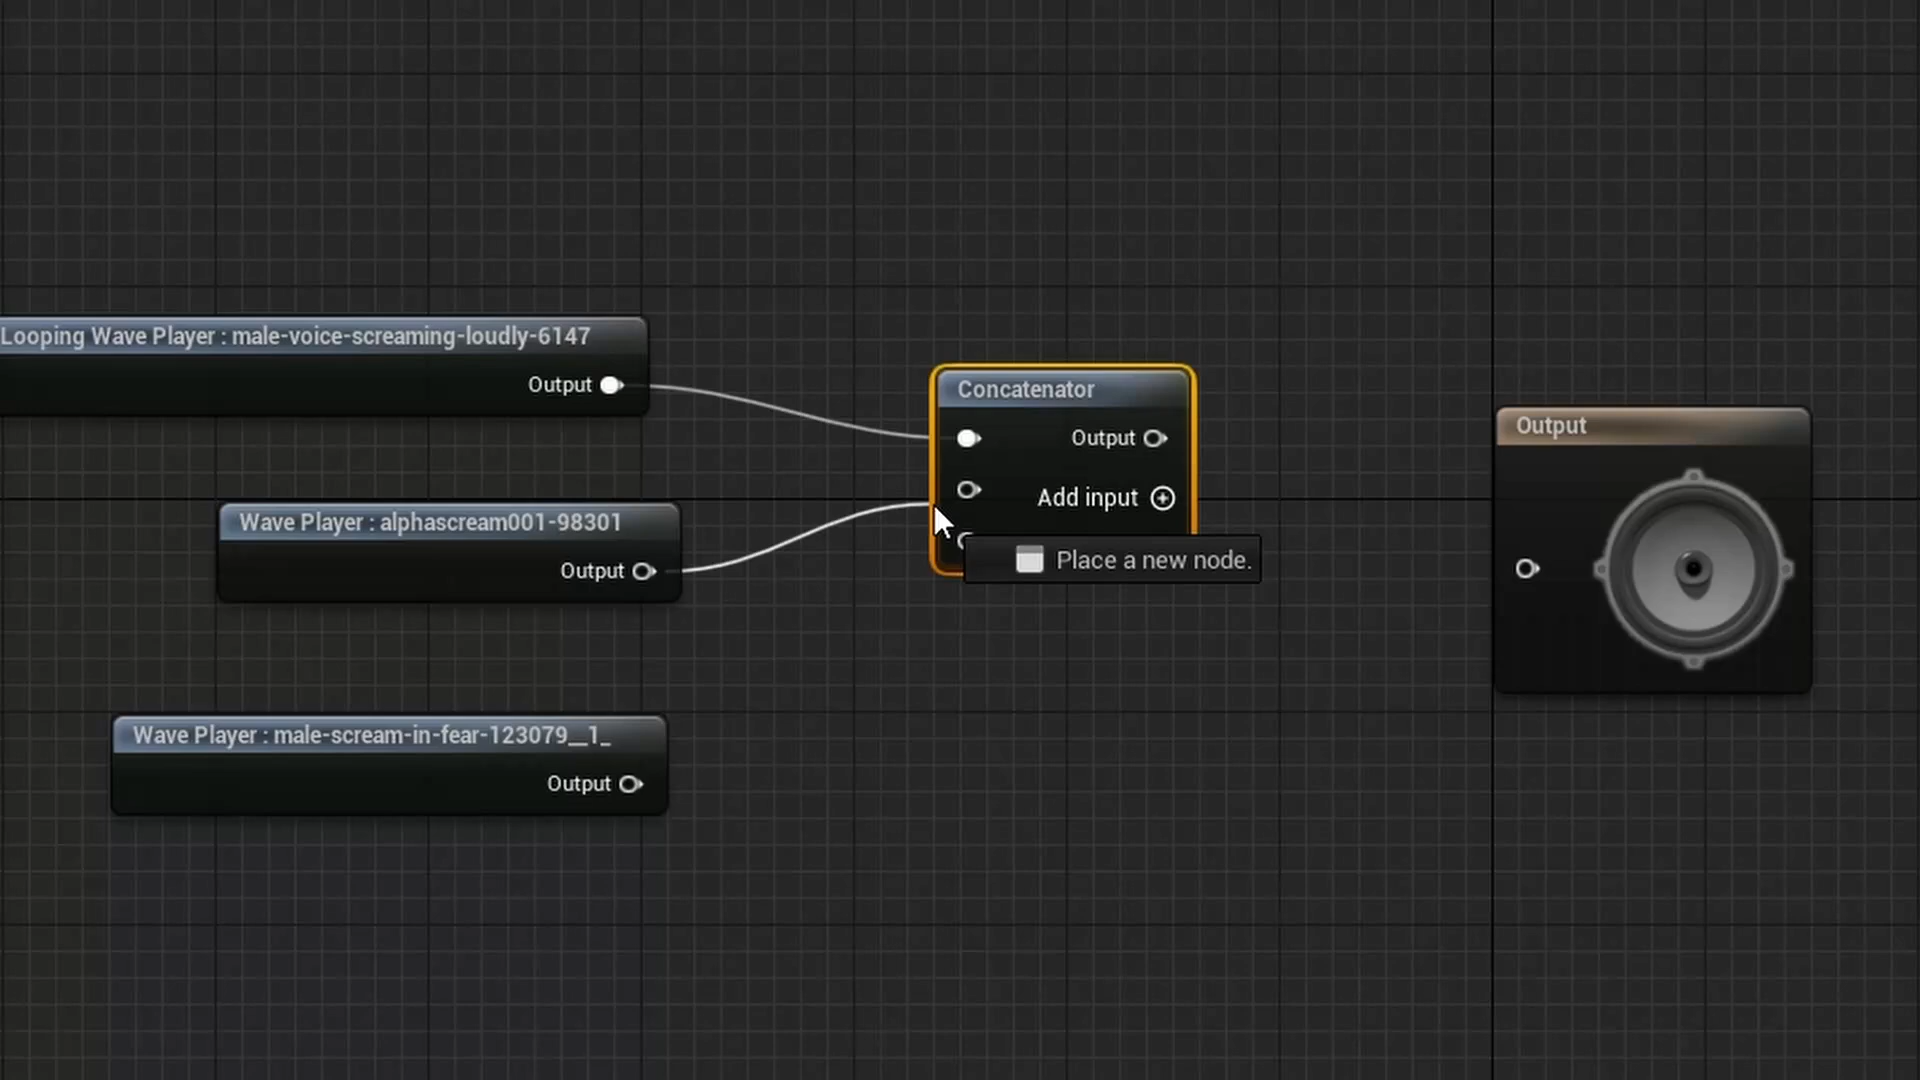 Looping Wave Player : male-voice-screaming-loudly-6147
Output
Concatenator
Output
Add input
Output
Wave Player : alphascream001-98301
Output
Place a new node.
Wave Player : male-scream-in-fear-123079__1_
Output